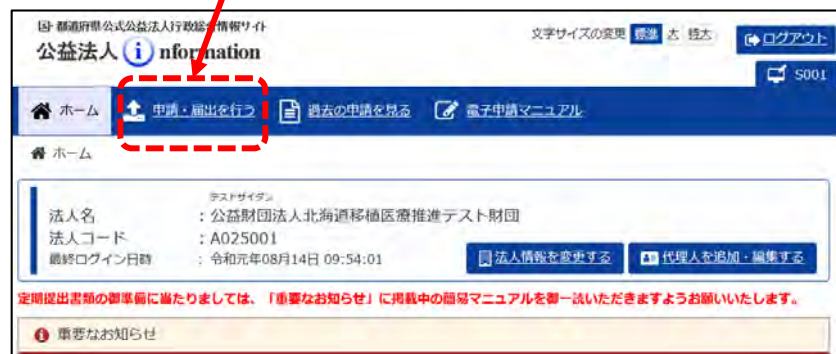 国・都道府県公式公益法人行政総合情報サイト
公益法人 information
文字サイズの変更 標準 大 特大
ログアウト
S001
ホーム 申請・届出を行う 過去の申請を見る 電子申請マニュアル
ホーム
テストザイダン
法人名 : 公益財団法人北海道移植医療推進テスト財団
法人コード : A025001
最終ログイン日時 : 令和元年08月14日 09:54:01
法人情報を変更する 代理人を追加・編集する
定期提出書類の御準備に当たりましては、「重要なお知らせ」に掲載中の簡易マニュアルを御一読いただきますようお願いいたします。
重要なお知らせ